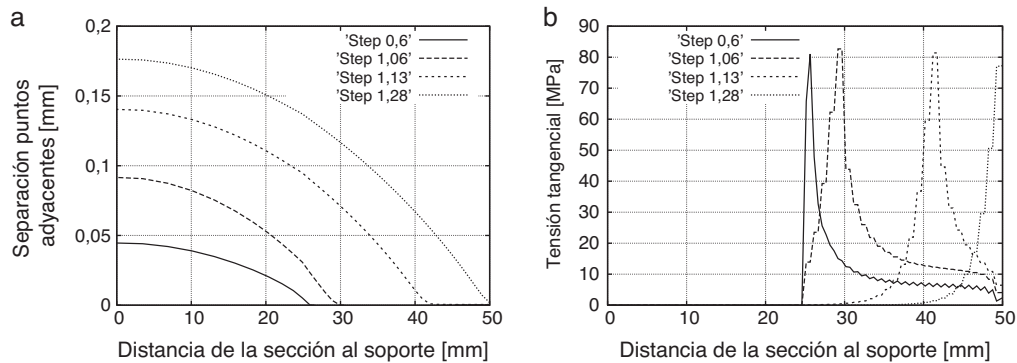 a
0,2
0,15
0,1
0,05
0
Separación puntos
adyacentes [mm]
'Step 0,6'
'Step 1,06'
'Step 1,13'
'Step 1,28'
0 10 20 30 40 50
Distancia de la sección al soporte [mm]
b
90
80
70
60
50
40
30
20
10
0
Tensión tangencial [MPa]
'Step 0,6'
'Step 1,06'
'Step 1,13'
'Step 1,28'
0 10 20 30 40 50
Distancia de la sección al soporte [mm]